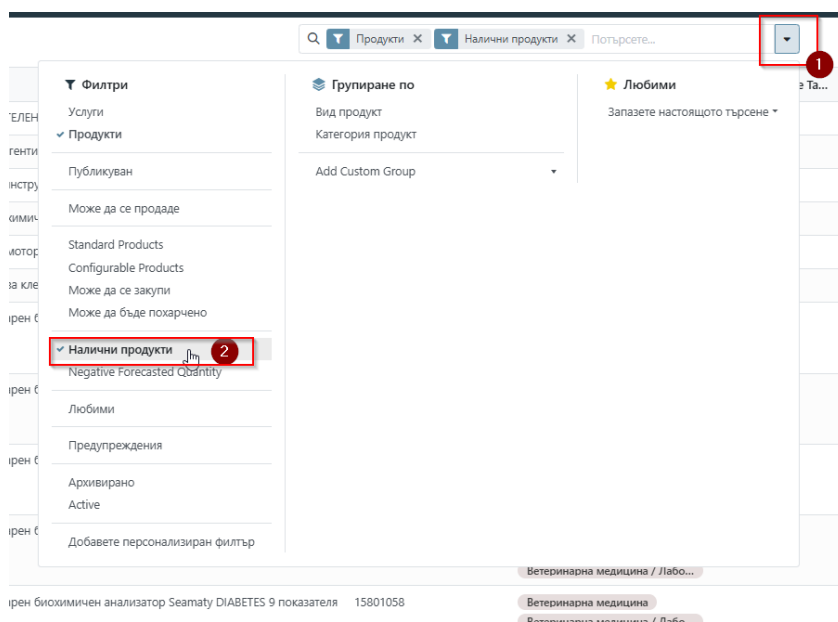 Продукти
Налични продукти
Потърсете...
1
Филтри
Услуги
Продукти
Публикуван
Може да се продаде
Standard Products
Configurable Products
Може да се закупи
Може да бъде похарчено
Налични продукти
2
Negative Forecasted Quantity
Любими
Предупреждения
Архивирано
Active
Добавете персонализиран филтър
Групиране по
Вид продукт
Категория продукт
Add Custom Group
Любими
Запазете настоящото търсене
е Та...
Ветеринарна медицина / Лабо...
рен биохимичен анализатор Seamaty DIABETES 9 показателя 15801058
Ветеринарна медицина